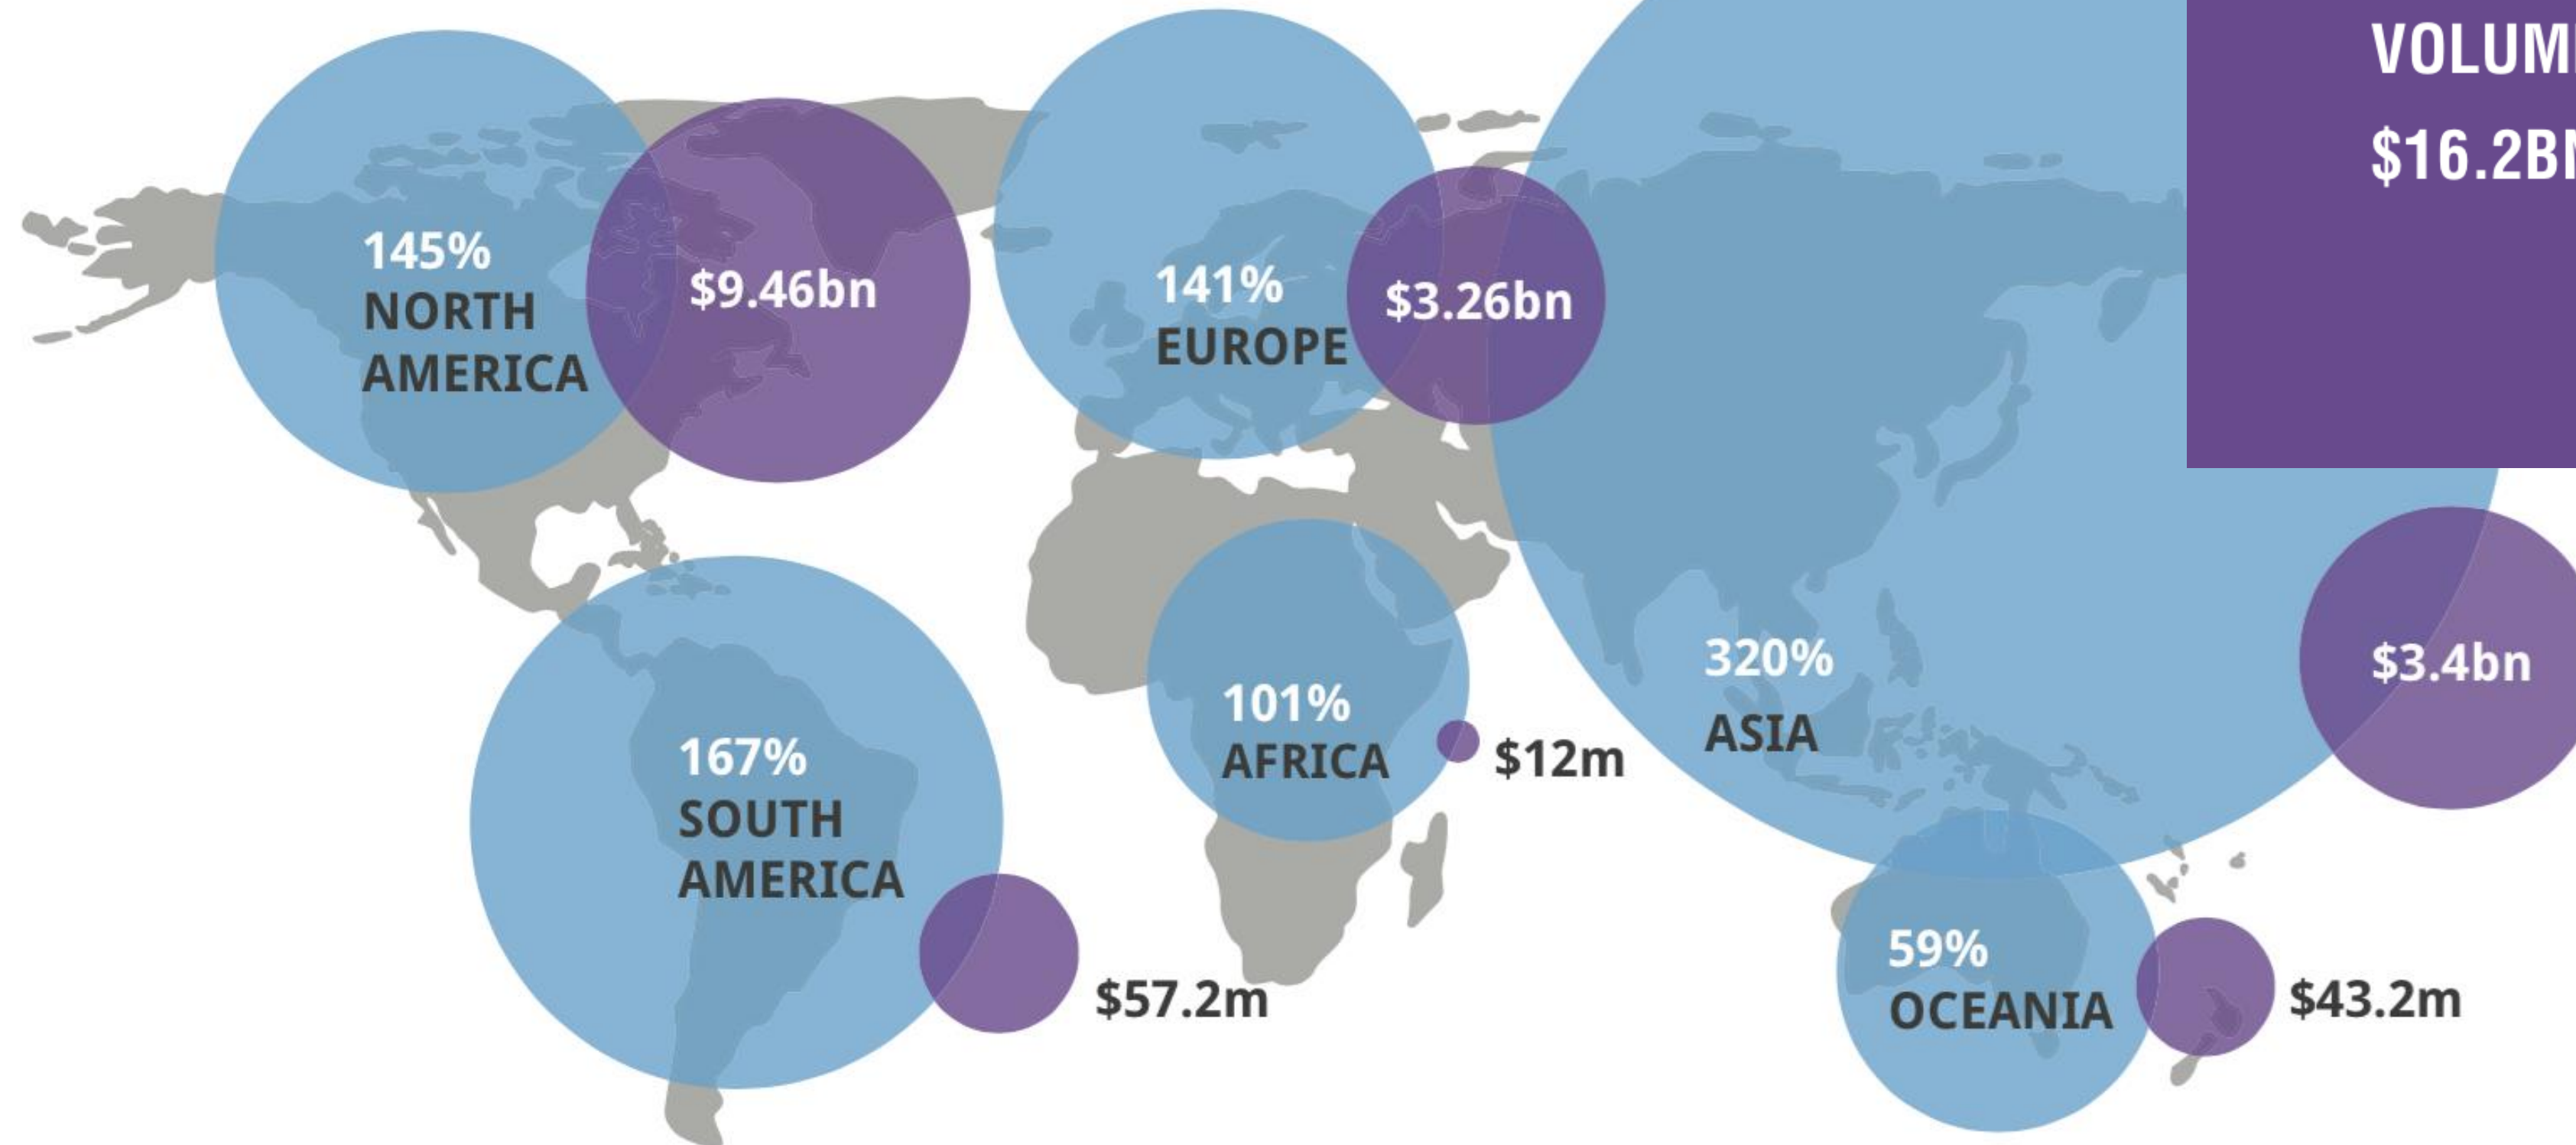 145%
NORTH
AMERICA
$9.46bn
141%
EUROPE
$3.26bn
$16.2B
320%
ASIA
$3.4bn
167%
SOUTH
AMERICA
$57.2m
101%
AFRICA
$12m
59%
OCEANIA
$43.2m